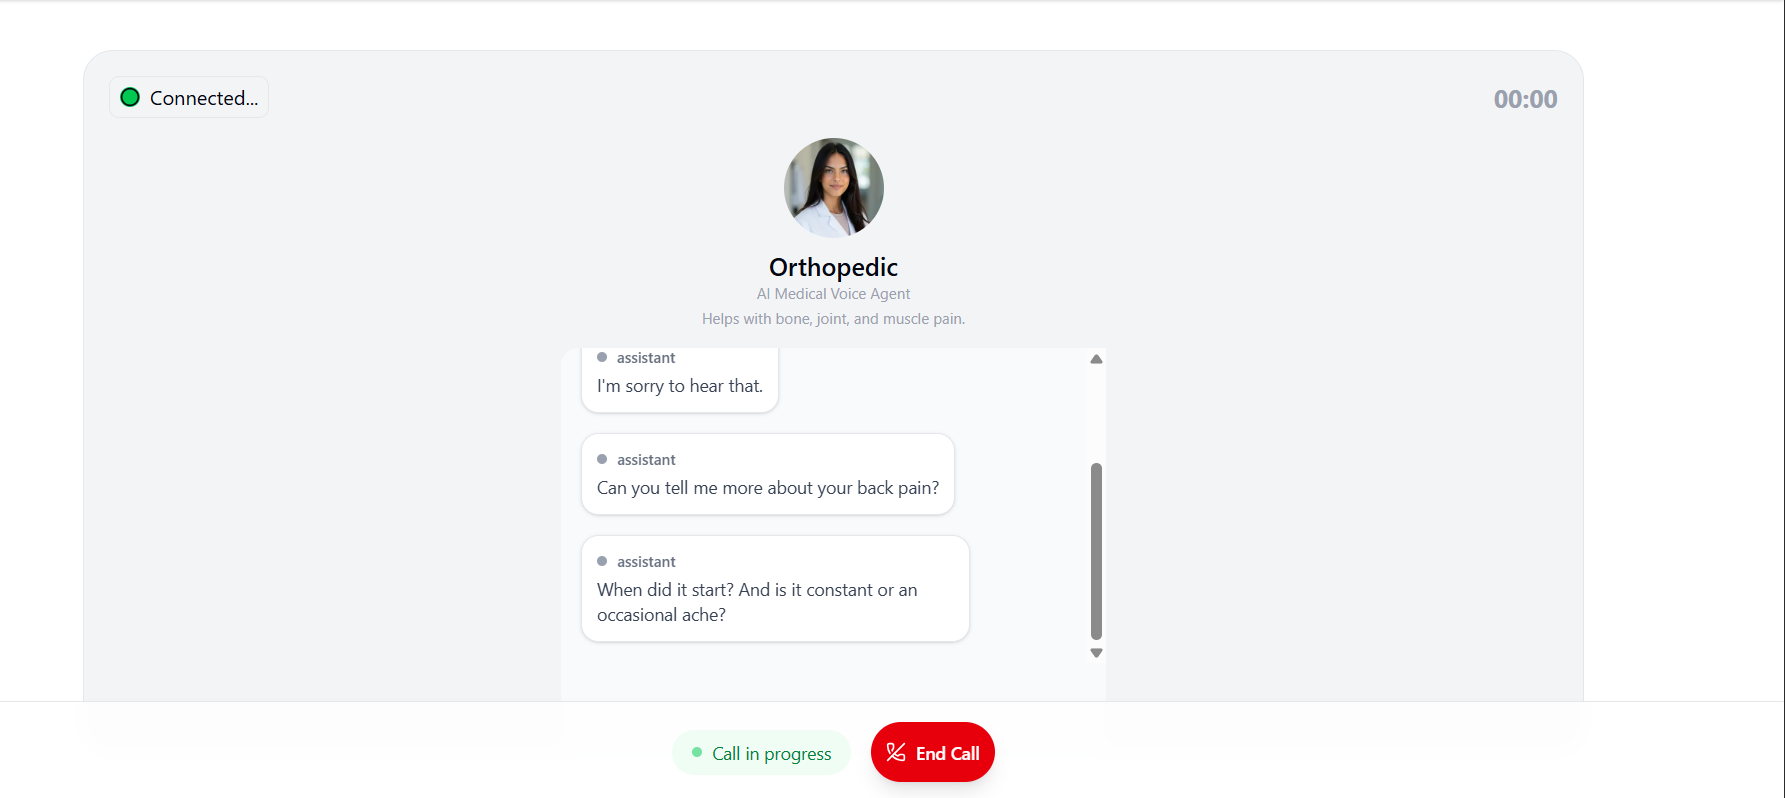 Connected...
00:00
Orthopedic
AI Medical Voice Agent
Helps with bone, joint, and muscle pain.
assistant
I'm sorry to hear that.
assistant
Can you tell me more about your back pain?
assistant
When did it start? And is it constant or an
occasional ache?
Call in progress
End Call